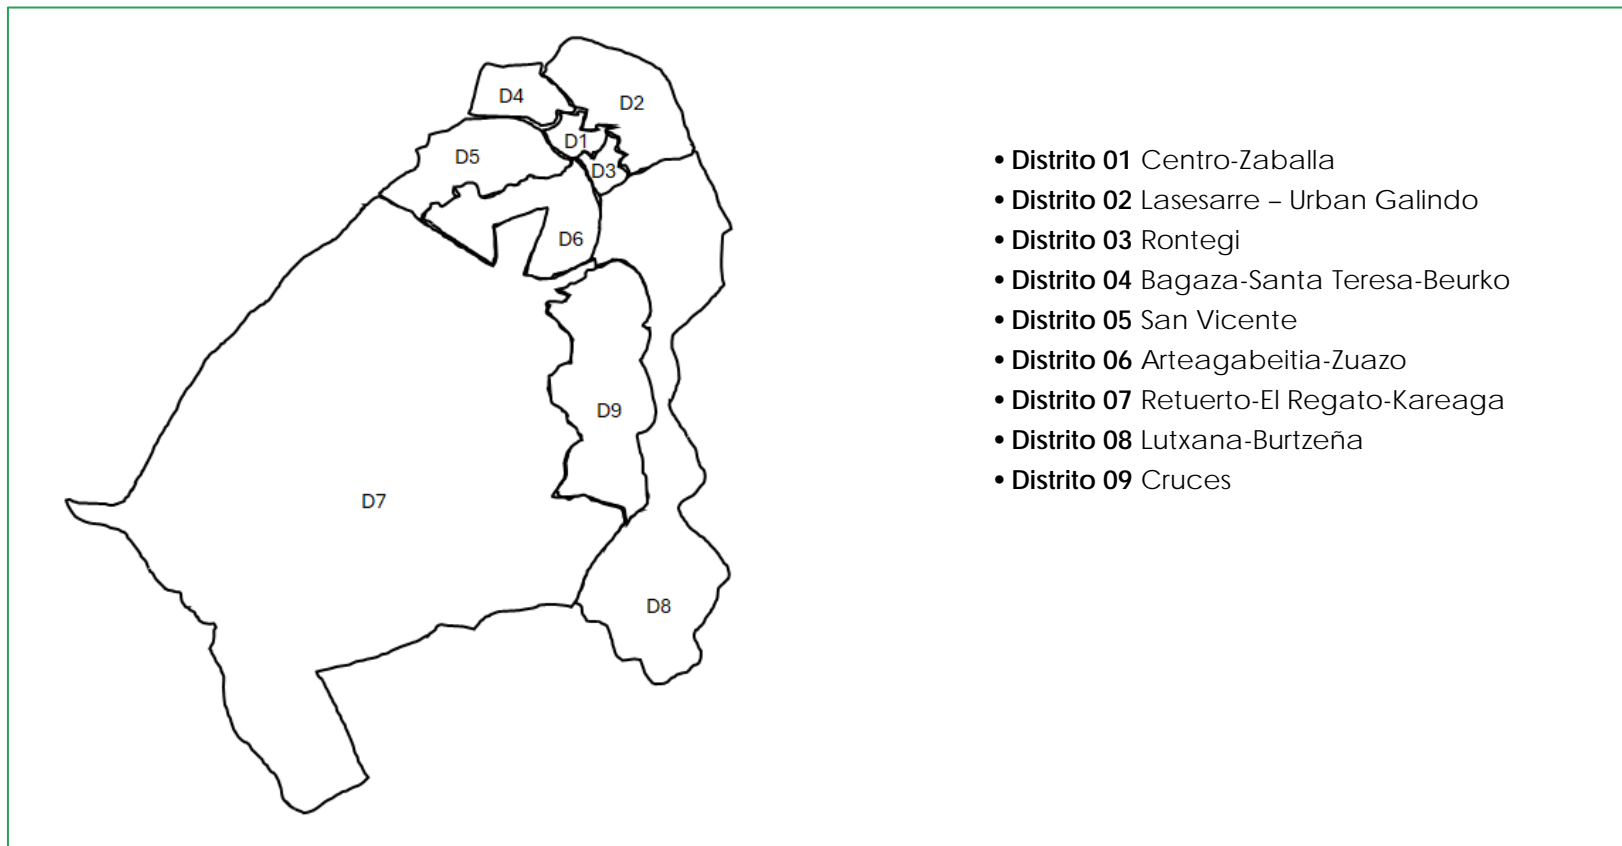 D4
D2
D1
D5
D3
D6
D9
D7
D8
• Distrito 01 Centro-Zaballa
• Distrito 02 Lasesarre – Urban Galindo
• Distrito 03 Rontegi
• Distrito 04 Bagaza-Santa Teresa-Beurko
• Distrito 05 San Vicente
• Distrito 06 Arteagabeitia-Zuazo
• Distrito 07 Retuerto-El Regato-Kareaga
• Distrito 08 Lutxana-Burtzeña
• Distrito 09 Cruces